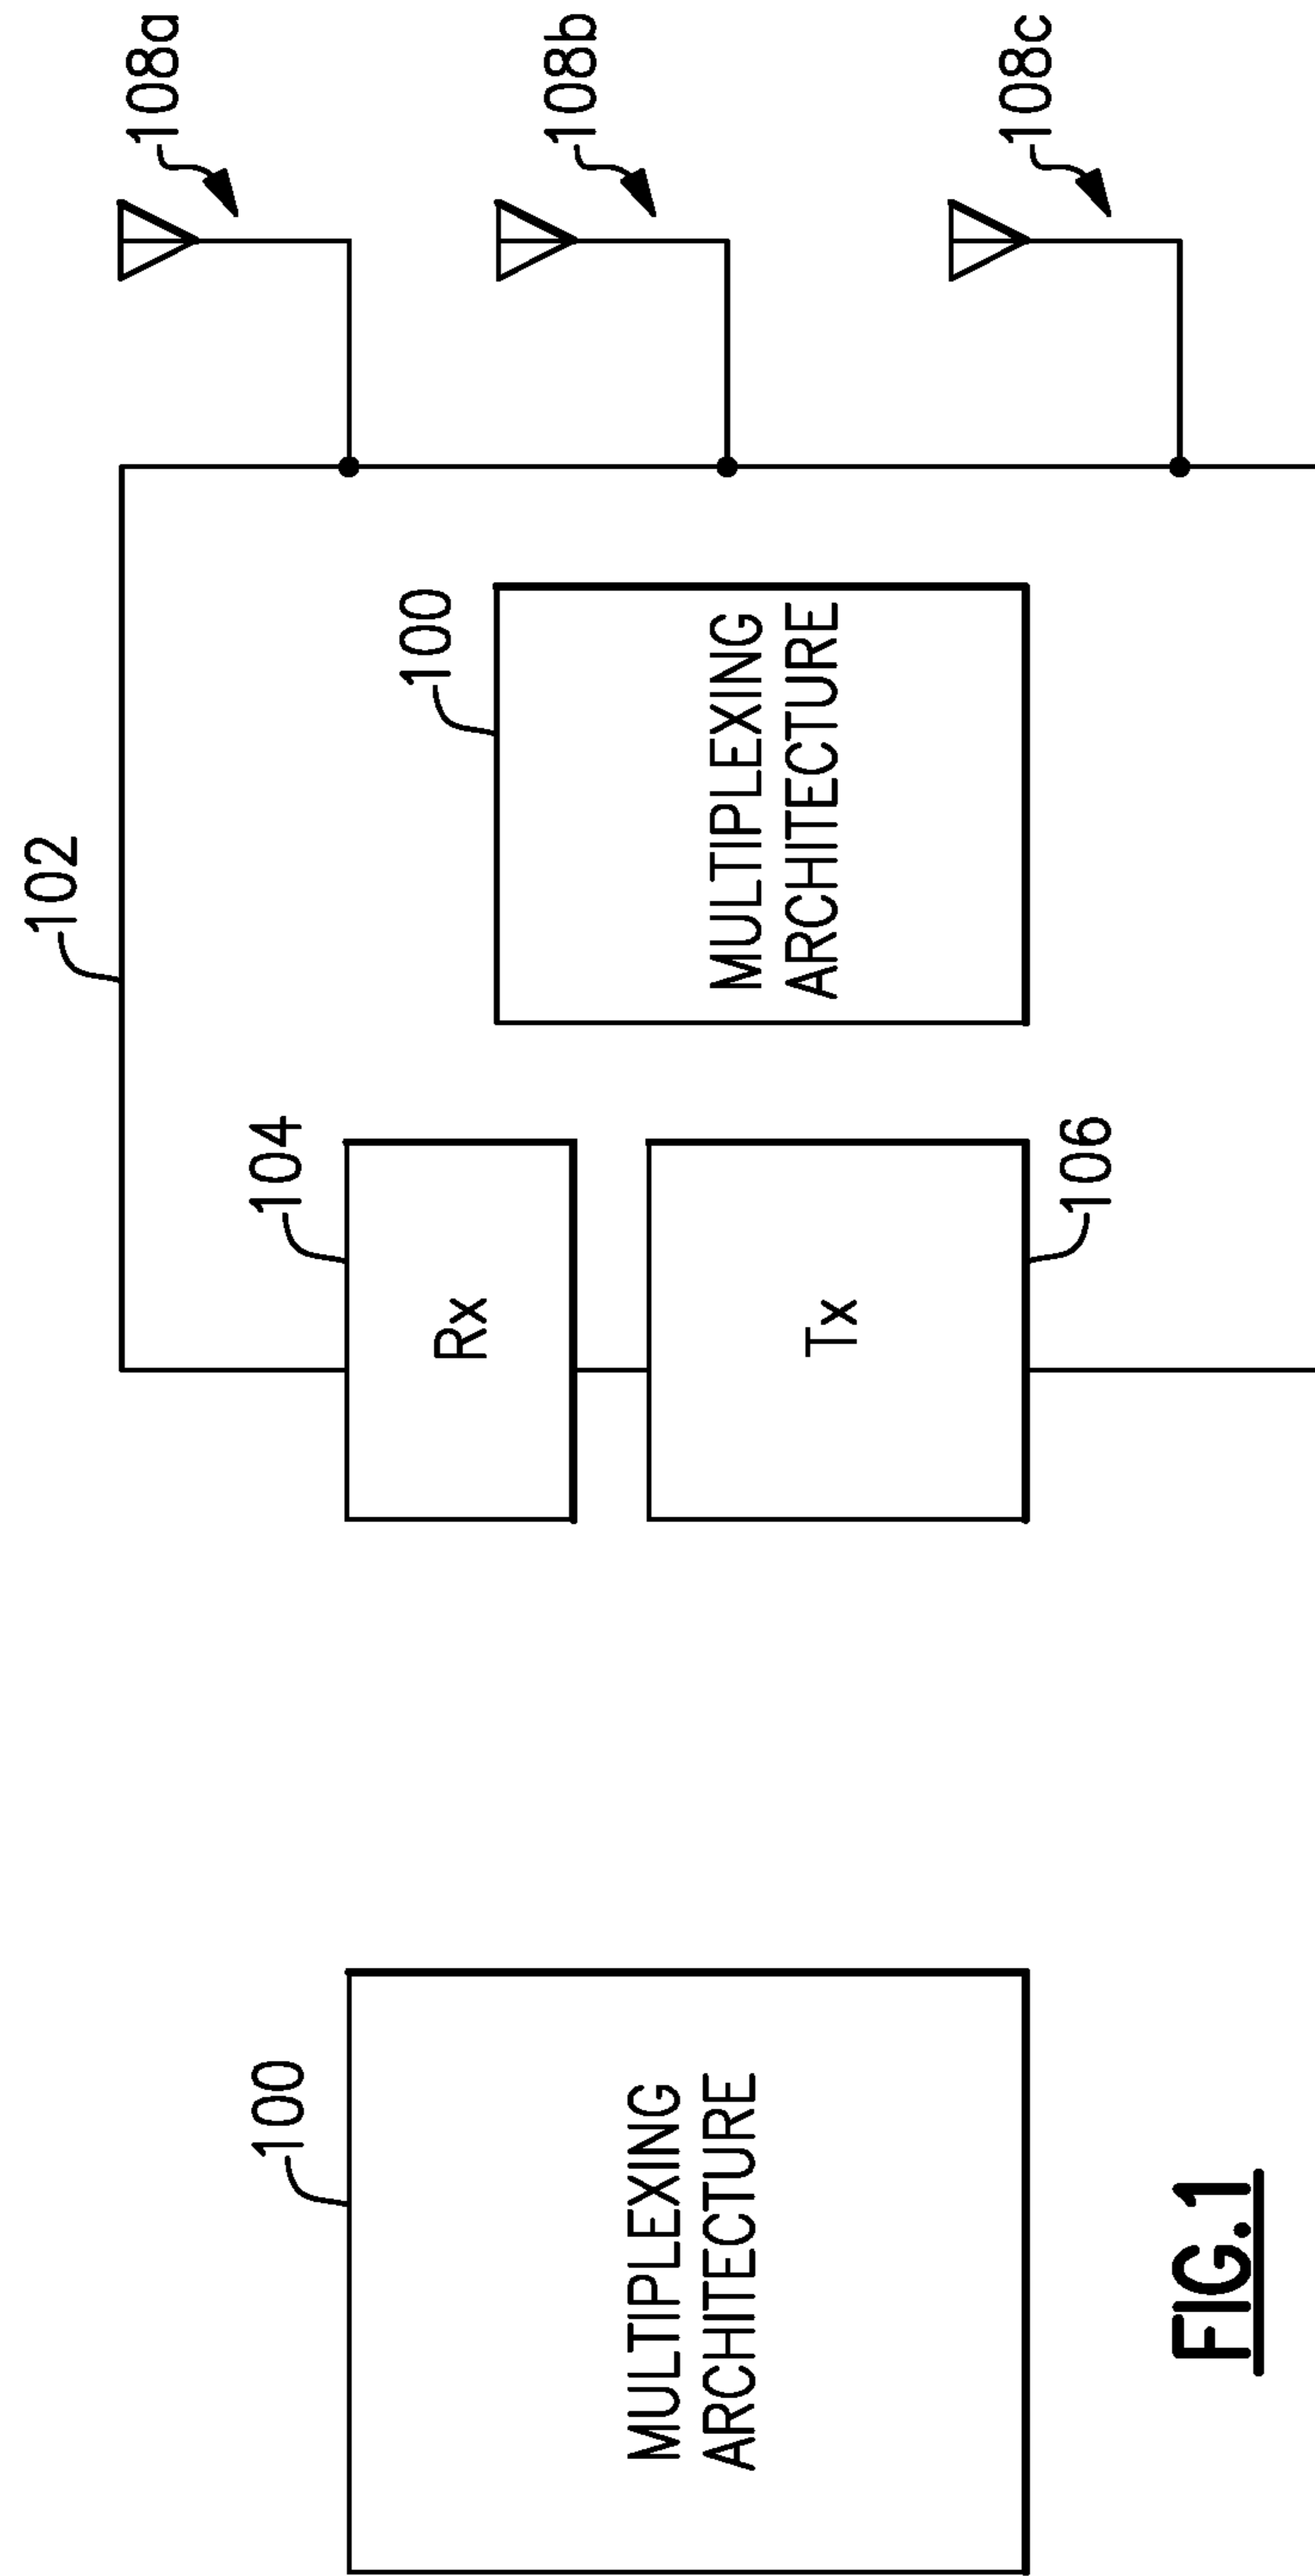 100
MULTIPLEXING
ARCHITECTURE
FIG.1
102
104
Rx
Tx
106
100
MULTIPLEXING
ARCHITECTURE
108a
108b
108c